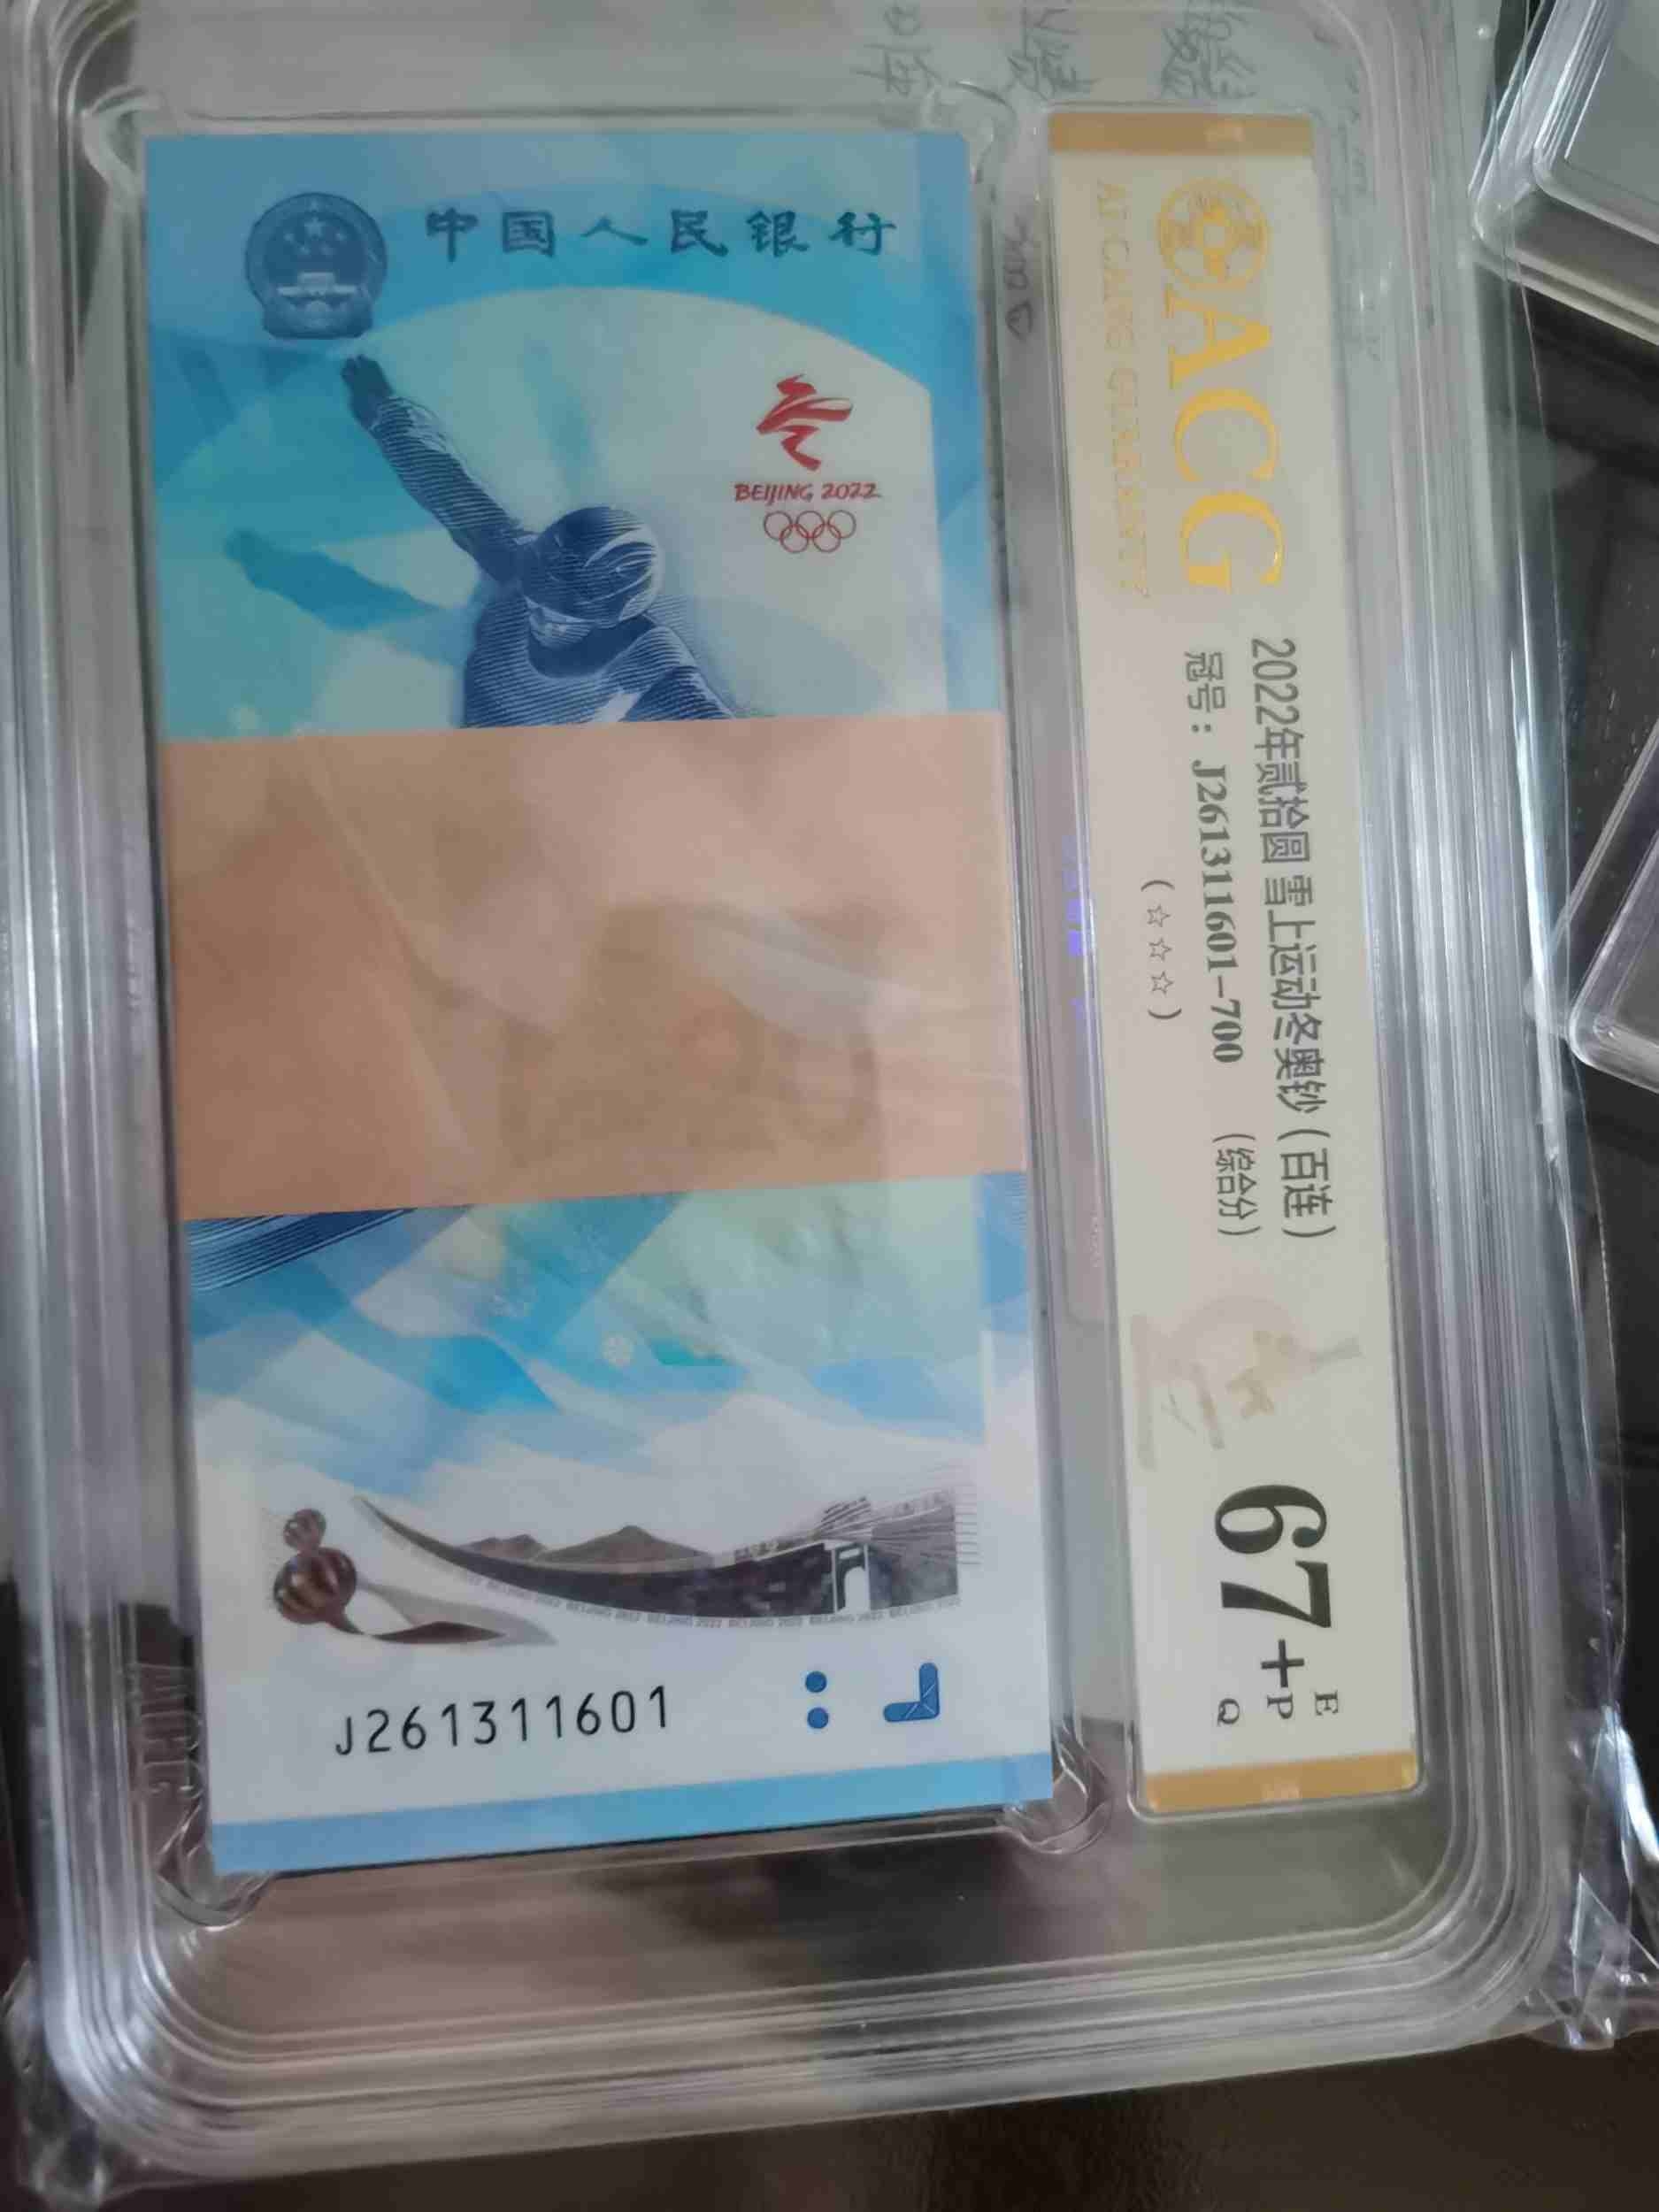 中国人民银行
BEIJING 2022
J261311601
ACG
AI CANG GUARANTY
2022年贰拾圆 雪上运动冬奥钞(百连)
冠号:J261311601-700 (综合分)
(☆☆☆)
67+ E
P
Q